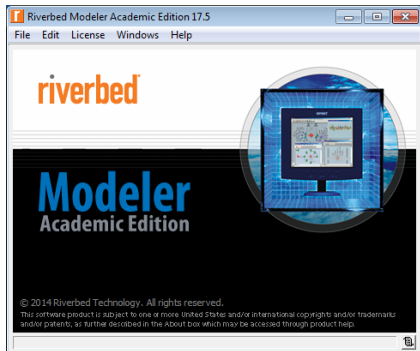 Riverbed Modeler Academic Edition 17.5
File Edit License Windows Help
riverbed
Modeler
Academic Edition
© 2014 Riverbed Technology. All rights reserved.
This software product is subject to one or more United States and/or international copyrights and/or trademarks
and/or patents, as further described in the About box which may be accessed through product help.